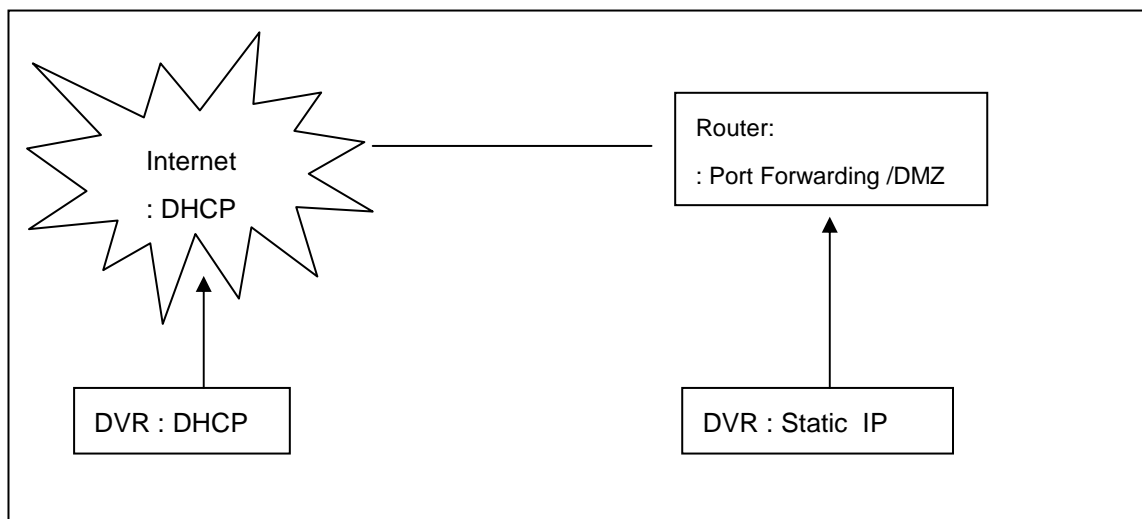 Internet
: DHCP
Router:
: Port Forwarding /DMZ
DVR : DHCP
DVR : Static IP